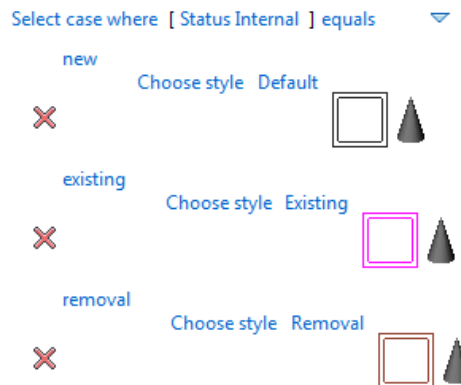 Select case where [ Status Internal ] equals
new
Choose style Default
existing
Choose style Existing
removal
Choose style Removal